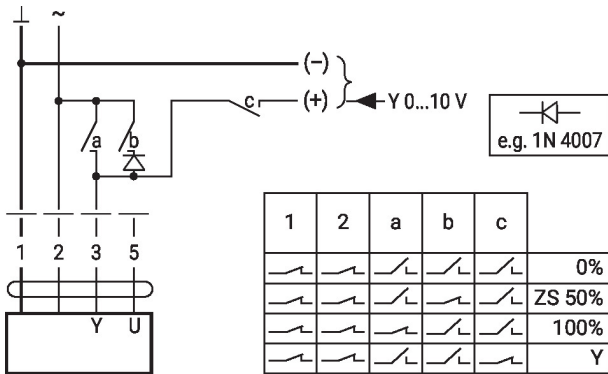 ⊥ ~
(–)
c (+) Y 0...10 V
a b
e.g. 1N 4007
1 2 3 5
Y U
1 2 a b c
0%
ZS 50%
100%
Y